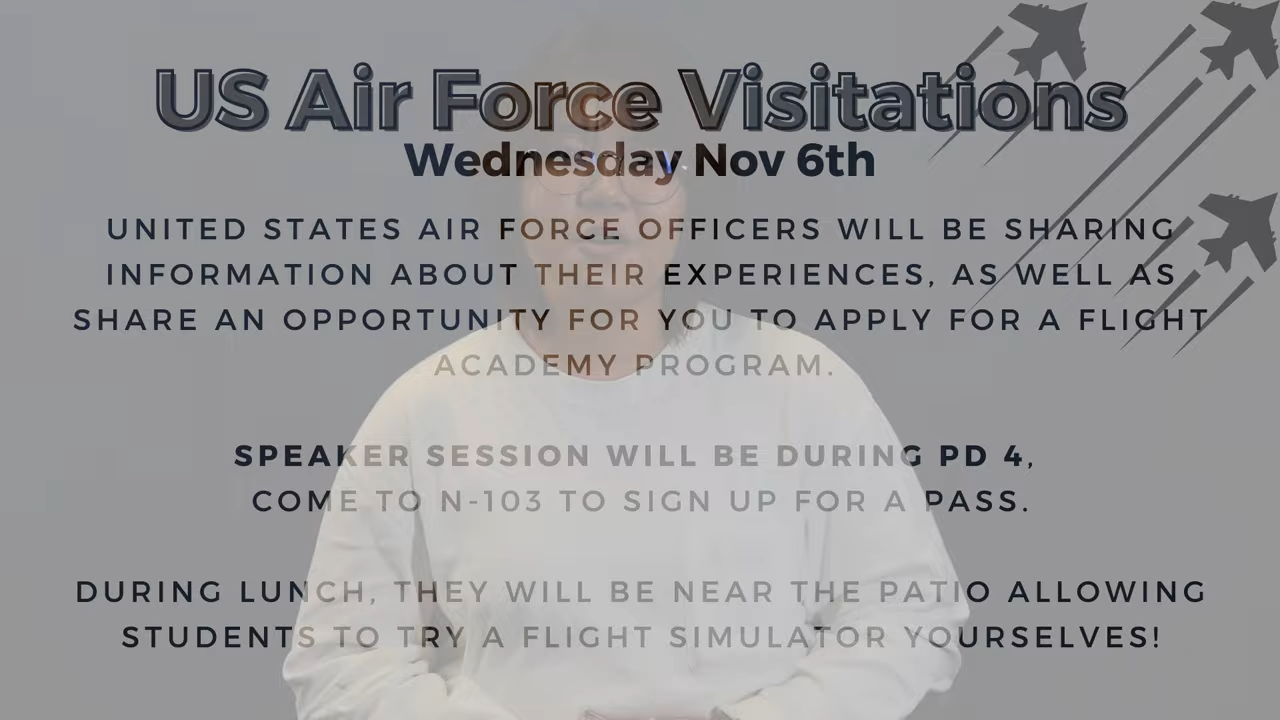 US Air Force Visitations
Wednesday Nov 6th
UNITED STATES AIR FORCE OFFICERS WILL BE SHARING
INFORMATION ABOUT THEIR EXPERIENCES, AS WELL AS
SHARE AN OPPORTUNITY FOR YOU TO APPLY FOR A FLIGHT
ACADEMY PROGRAM.
SPEAKER SESSION WILL BE DURING PD 4,
COME TO N-103 TO SIGN UP FOR A PASS.
DURING LUNCH, THEY WILL BE NEAR THE PATIO ALLOWING
STUDENTS TO TRY A FLIGHT SIMULATOR YOURSELVES!